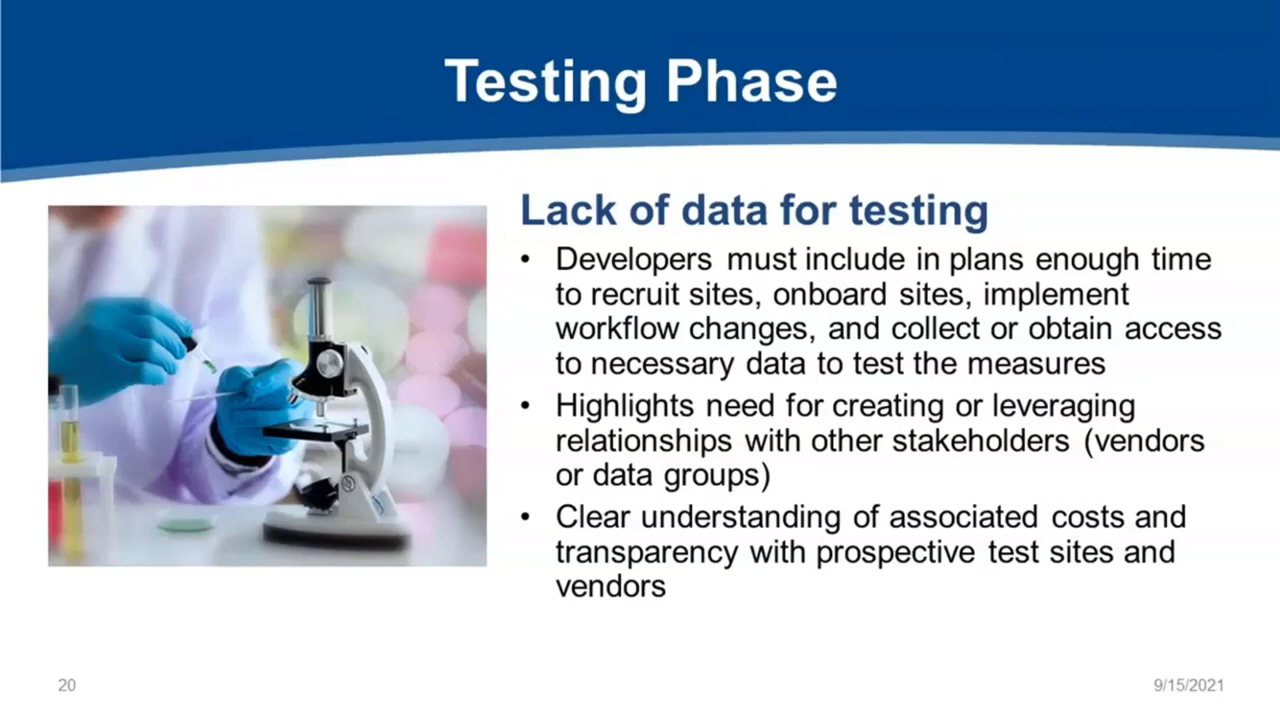 Testing Phase
Lack of data for testing
• Developers must include in plans enough time
to recruit sites, onboard sites, implement
workflow changes, and collect or obtain access
to necessary data to test the measures
• Highlights need for creating or leveraging
relationships with other stakeholders (vendors
or data groups)
• Clear understanding of associated costs and
transparency with prospective test sites and
vendors
20
9/15/2021